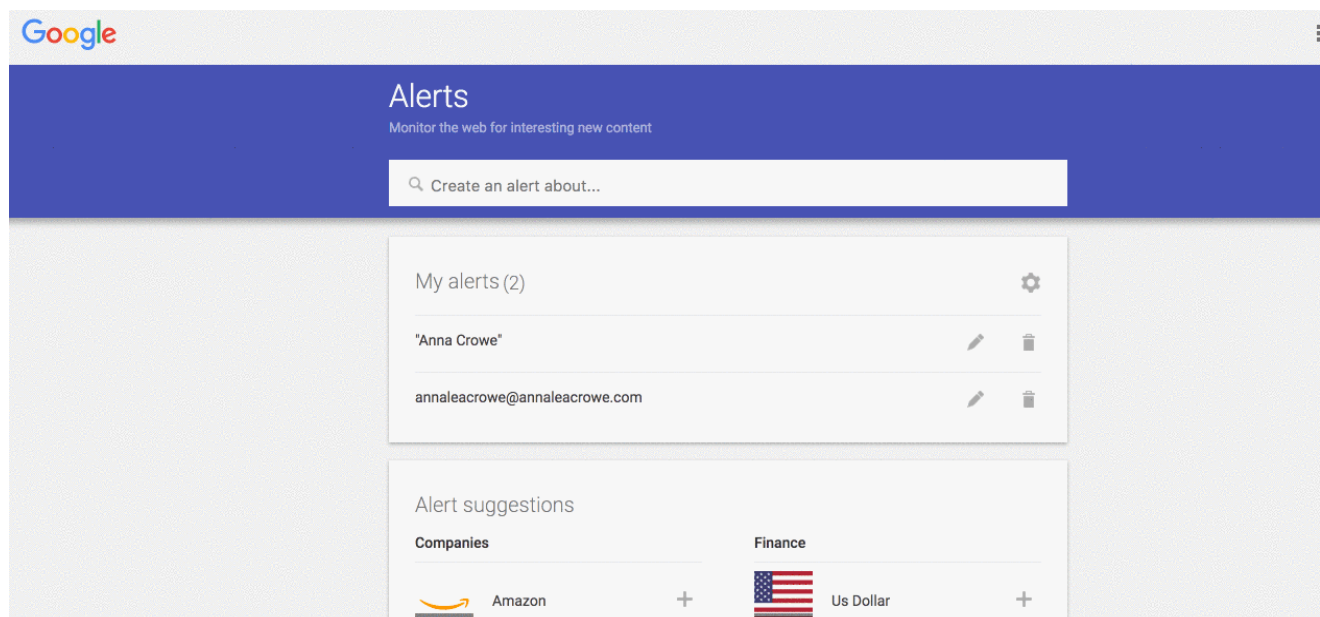 Google
Alerts
Monitor the web for interesting new content
Create an alert about...
My alerts (2)
"Anna Crowe"
annaleacrowe@annaleacrowe.com
Alert suggestions
Companies
Finance
Amazon
Us Dollar